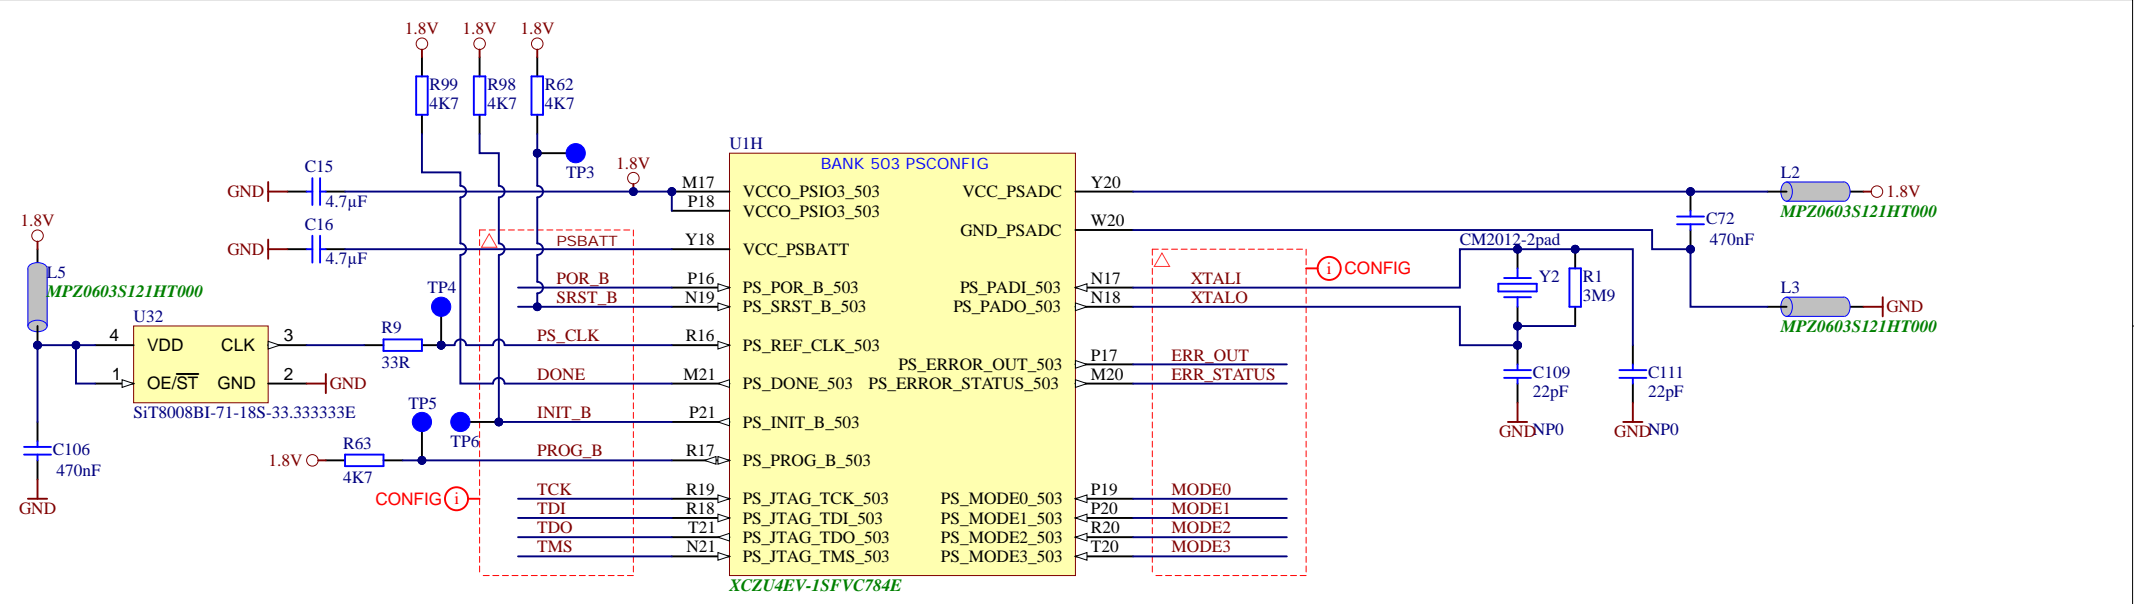 1.8V 1.8V 1.8V
R99 R98 R62
4K7 4K7 4K7
TP3
U1H
BANK 503 PSCONFIG
C15
1.8V
GND
4.7µF
M17 VCCO_PSIO3_503
P18 VCCO_PSIO3_503
VCC_PSADC Y20
L2
1.8V
MPZ0603S121HT000
C72
470nF
GND_PSADC W20
1.8V
C16
GND
4.7µF
PSBATT
Y18 VCC_PSBATT
CM2012-2pad
CONFIG
L5
MPZ0603S121HT000
POR_B P16 PS_POR_B_503
SRST_B N19 PS_SRST_B_503
PS_PADI_503 N17 XTALI
PS_PADO_503 N18 XTALO
Y2
R1
3M9
L3
GND
MPZ0603S121HT000
TP4
U32
4 VDD CLK 3
1 OE/ST GND 2
GND
SiT8008BI-71-18S-33.333333E
R9
33R
PS_CLK R16 PS_REF_CLK_503
PS_ERROR_OUT_503 P17 ERR_OUT
DONE M21 PS_DONE_503
PS_ERROR_STATUS_503 M20 ERR_STATUS
C109
22pF
GND NP0
C111
22pF
GND NP0
TP5
TP6
INIT_B P21 PS_INIT_B_503
C106
470nF
GND
1.8V
R63
4K7
PROG_B R17 PS_PROG_B_503
CONFIG
TCK R19 PS_JTAG_TCK_503
PS_MODE0_503 P19 MODE0
TDI R18 PS_JTAG_TDI_503
PS_MODE1_503 P20 MODE1
TDO T21 PS_JTAG_TDO_503
PS_MODE2_503 R20 MODE2
TMS N21 PS_JTAG_TMS_503
PS_MODE3_503 T20 MODE3
XCZU4EV-1SFVC784E